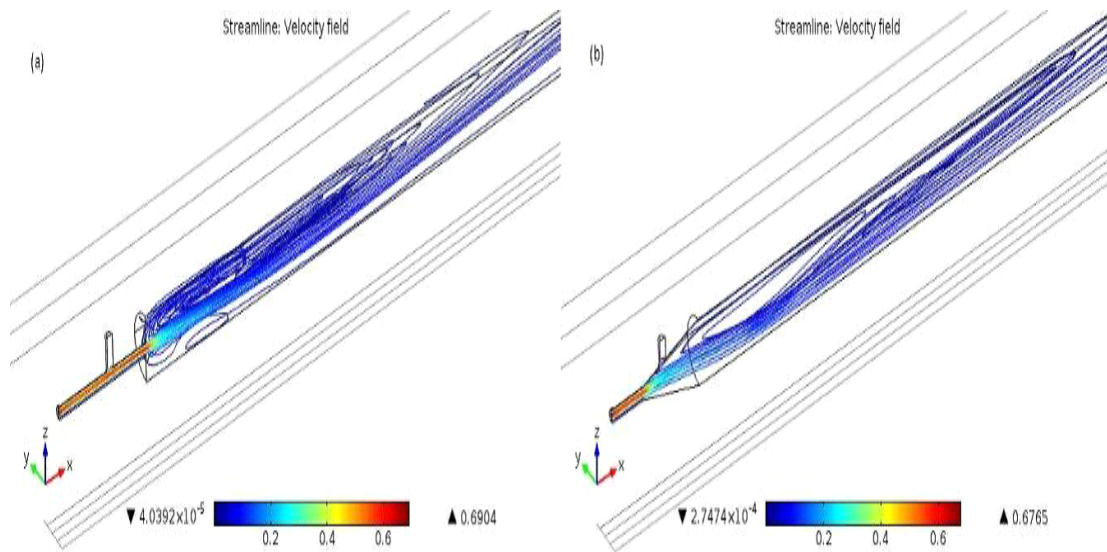 Streamline: Velocity field
(a)
z
y
x
▼ 4.0392×10⁻⁵
0.2
0.4
0.6
▲ 0.6904
Streamline: Velocity field
(b)
z
y
x
▼ 2.7474×10⁻⁴
0.2
0.4
0.6
▲ 0.6765